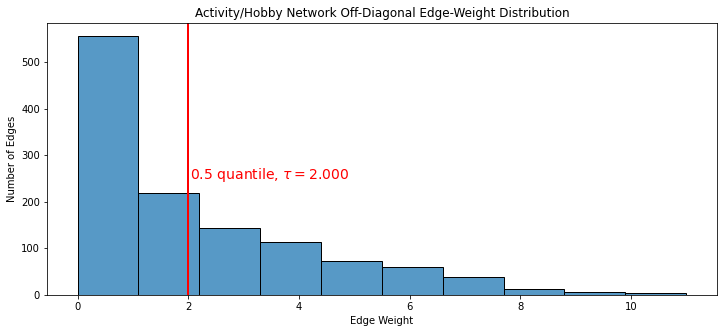 Activity/Hobby Network Off-Diagonal Edge-Weight Distribution
Number of Edges
500
400
300
200
100
0
0.5 quantile, τ = 2.000
0 2 4 6 8 10
Edge Weight